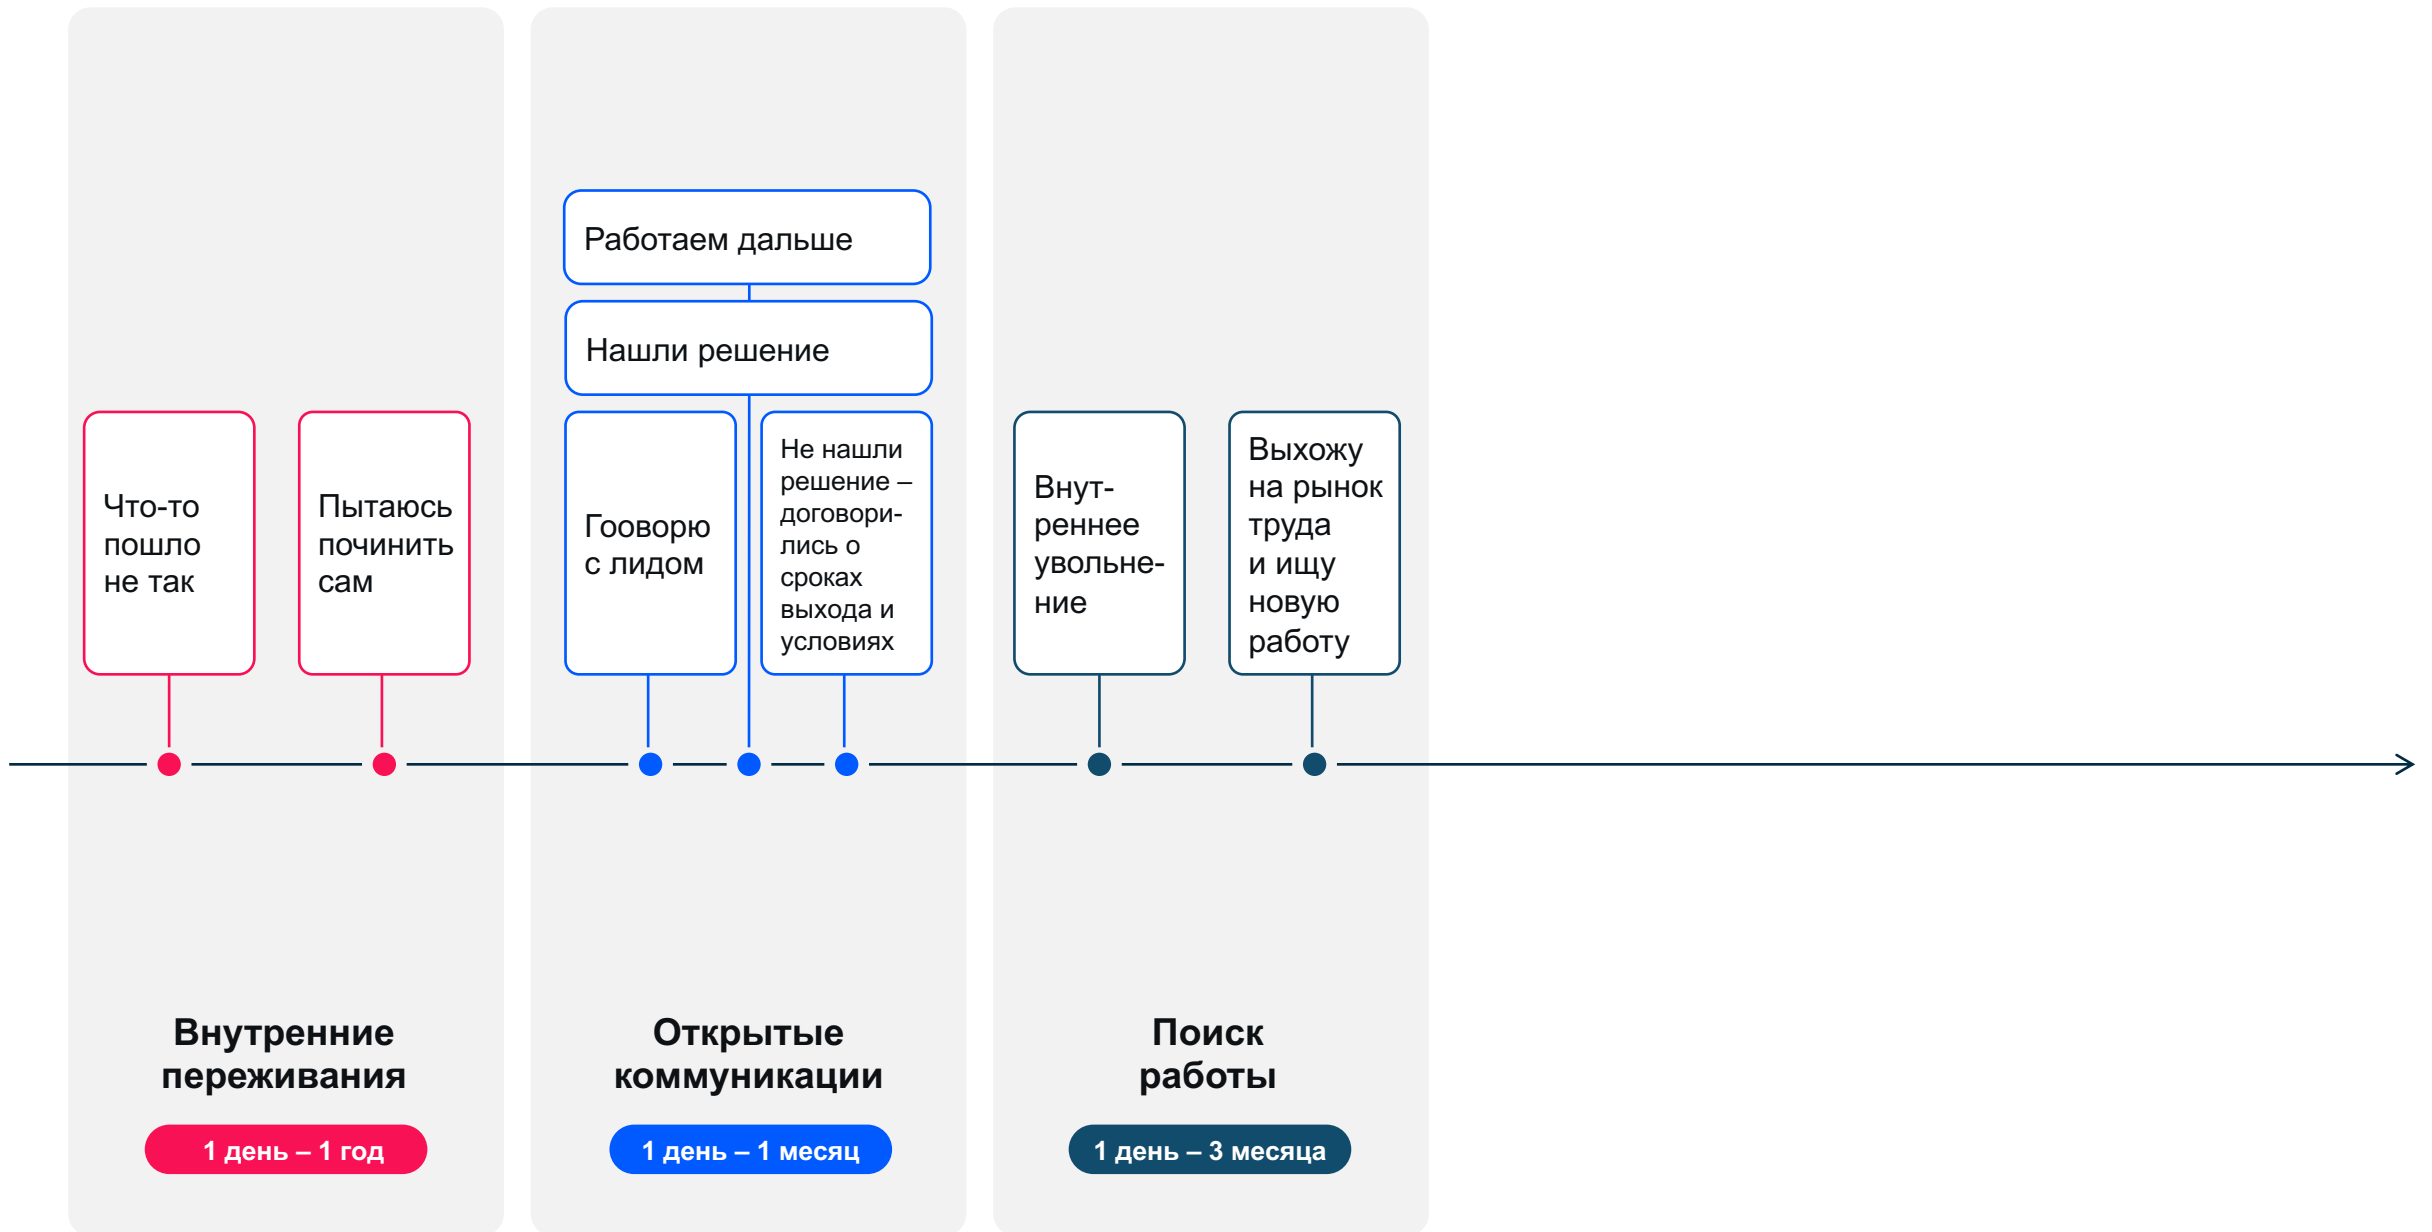 Работаем дальше
Нашли решение
Что-то
пошло
не так
Пытаюсь
починить
сам
Гооворю
с лидом
Не нашли
решение –
договори-
лись о
сроках
выхода и
условиях
Внут-
реннее
увольне-
ние
Выхожу
на рынок
труда
и ищу
новую
работу
Внутренние
переживания
1 день – 1 год
Открытые
коммуникации
1 день – 1 месяц
Поиск
работы
1 день – 3 месяца